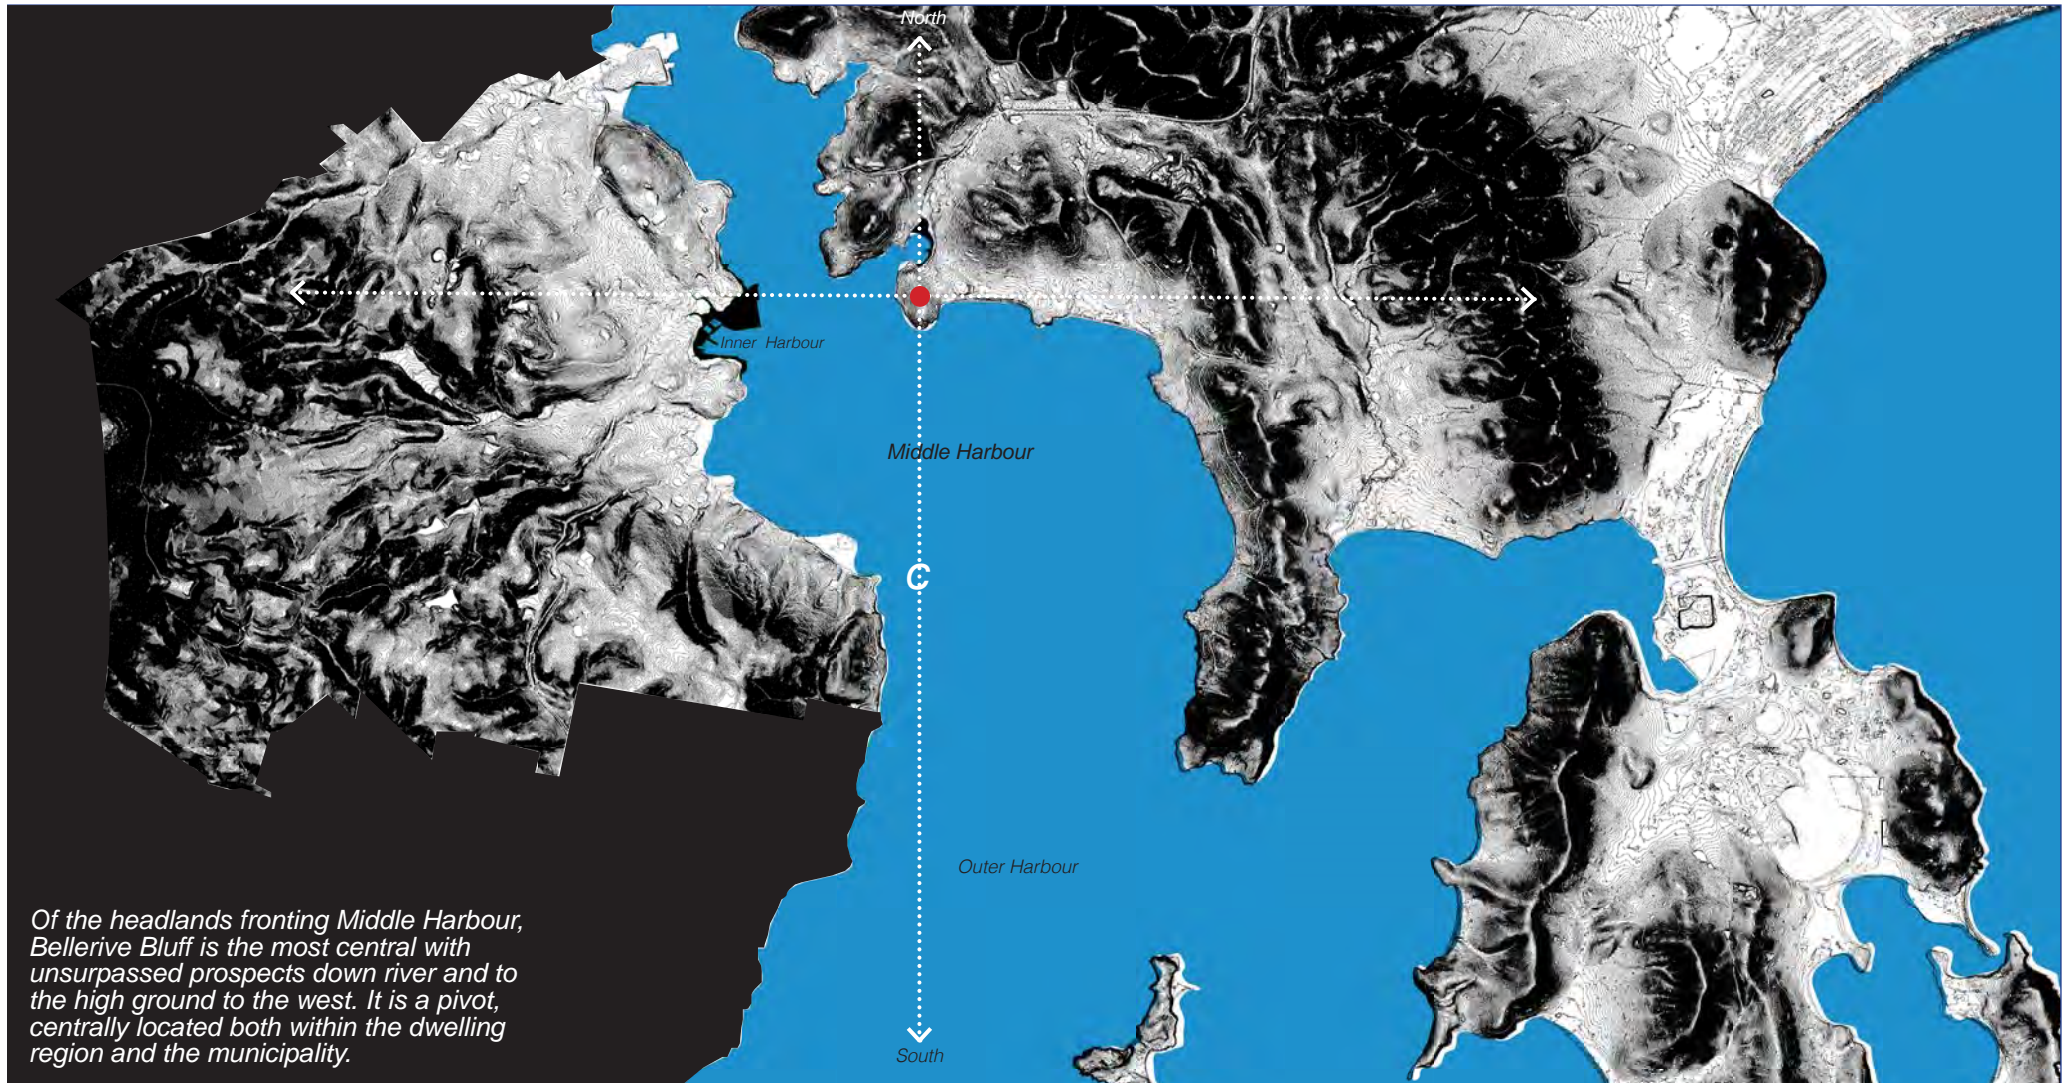 North
Inner Harbour
Middle Harbour
C
Outer Harbour
Of the headlands fronting Middle Harbour,
Bellerive Bluff is the most central with
unsurpassed prospects down river and to
the high ground to the west. It is a pivot,
centrally located both within the dwelling
region and the municipality.
South